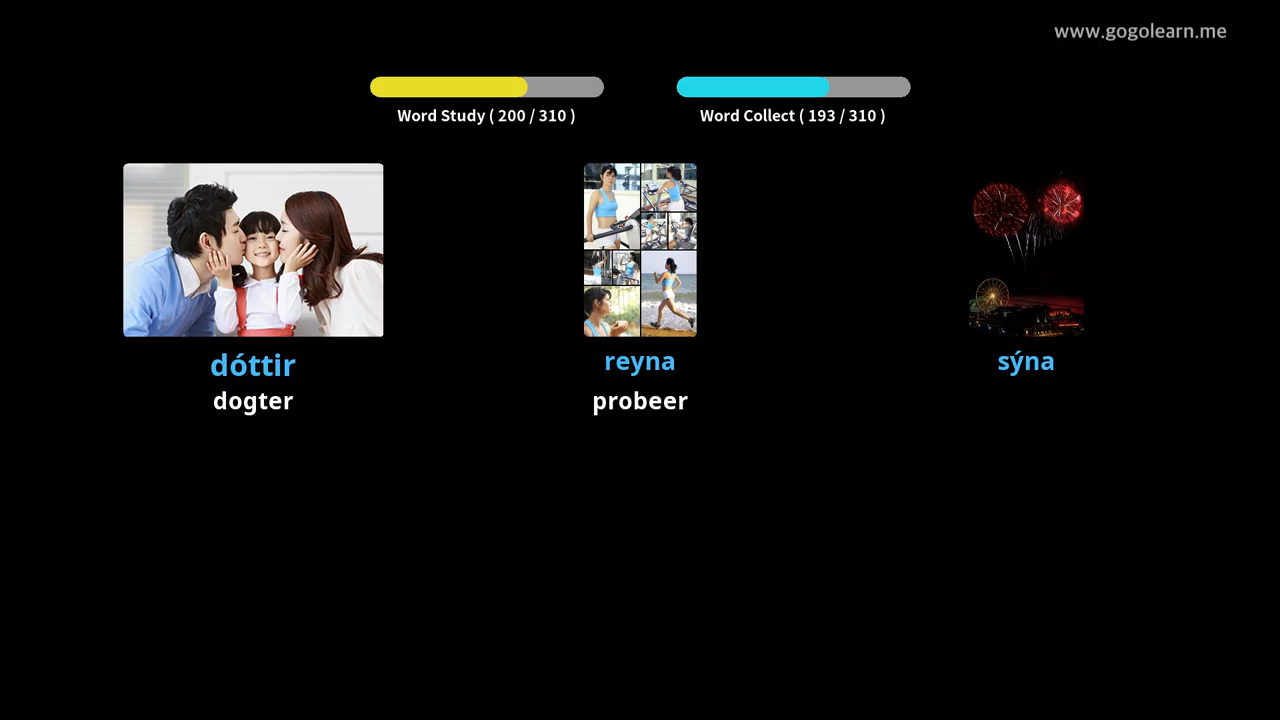 www.gogolearn.me
Word Study ( 200 / 310 )
Word Collect ( 193 / 310 )
dóttir
dogter
reyna
probeer
sýna